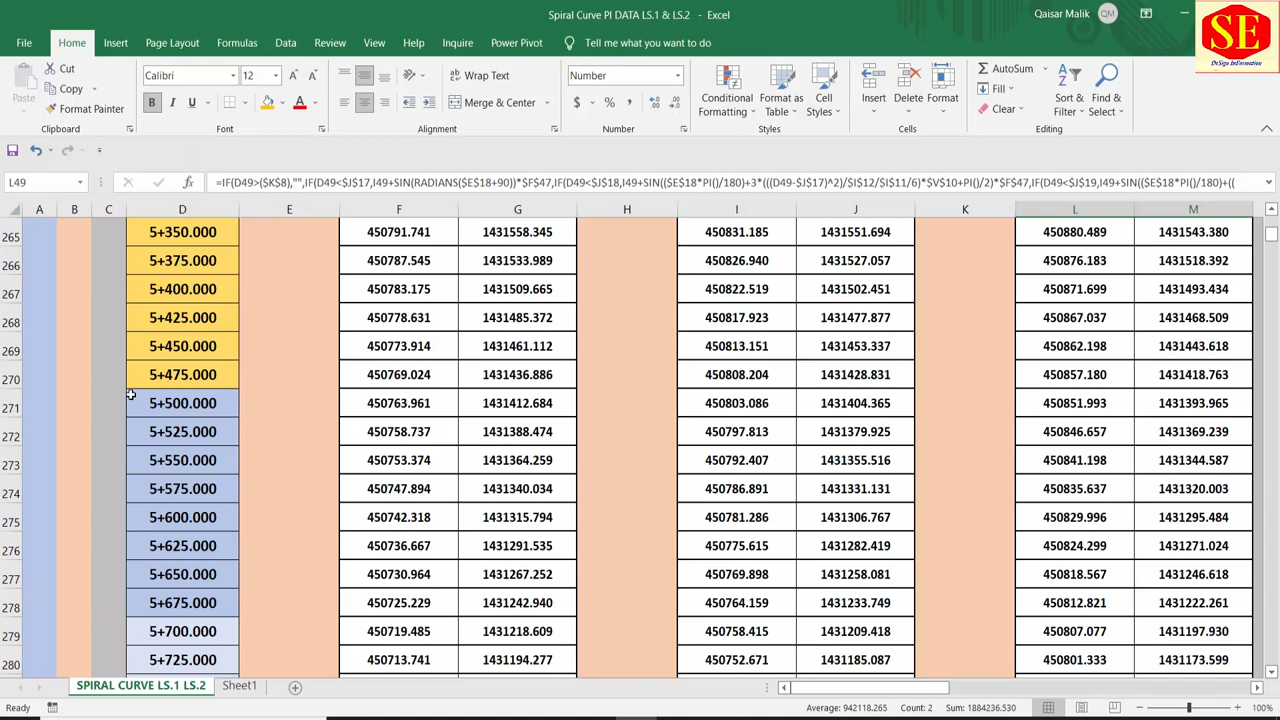 Spiral Curve PI DATA LS.1 & LS.2 - Excel
Qaisar Malik QM
SE
DeSign Information
File Home Insert Page Layout Formulas Data Review View Help Inquire Power Pivot Tell me what you want to do
Paste Cut Copy Format Painter Clipboard
Calibri 12 B I U A Font
Wrap Text Merge & Center Alignment
Number $ % , Number
Conditional Formatting Format as Table Cell Styles Styles
Insert Delete Format Cells
AutoSum Fill Clear Sort & Filter Find & Select Editing
L49 fx =IF(D49>($K$8),"",IF(D49<$J$17,I49+SIN(RADIANS($E$18+90))*$F$47,IF(D49<$J$18,I49+SIN(($E$18*PI()/180)+3*(((D49-$J$17)^2)/$I$12/$I$11/6)*$V$10+PI()/2)*$F$47,IF(D49<$J$19,I49+SIN(($E$18*PI()/180)+((
A B C D E F G H I J K L M
265 5+350.000 450791.741 1431558.345 450831.185 1431551.694 450880.489 1431543.380
266 5+375.000 450787.545 1431533.989 450826.940 1431527.057 450876.183 1431518.392
267 5+400.000 450783.175 1431509.665 450822.519 1431502.451 450871.699 1431493.434
268 5+425.000 450778.631 1431485.372 450817.923 1431477.877 450867.037 1431468.509
269 5+450.000 450773.914 1431461.112 450813.151 1431453.337 450862.198 1431443.618
270 5+475.000 450769.024 1431436.886 450808.204 1431428.831 450857.180 1431418.763
271 5+500.000 450763.961 1431412.684 450803.086 1431404.365 450851.993 1431393.965
272 5+525.000 450758.737 1431388.474 450797.813 1431379.925 450846.657 1431369.239
273 5+550.000 450753.374 1431364.259 450792.407 1431355.516 450841.198 1431344.587
274 5+575.000 450747.894 1431340.034 450786.891 1431331.131 450835.637 1431320.003
275 5+600.000 450742.318 1431315.794 450781.286 1431306.767 450829.996 1431295.484
276 5+625.000 450736.667 1431291.535 450775.615 1431282.419 450824.299 1431271.024
277 5+650.000 450730.964 1431267.252 450769.898 1431258.081 450818.567 1431246.618
278 5+675.000 450725.229 1431242.940 450764.159 1431233.749 450812.821 1431222.261
279 5+700.000 450719.485 1431218.609 450758.415 1431209.418 450807.077 1431197.930
280 5+725.000 450713.741 1431194.277 450752.671 1431185.087 450801.333 1431173.599
SPIRAL CURVE LS.1 LS.2 Sheet1
Ready Average: 942118.265 Count: 2 Sum: 1884236.530 100%